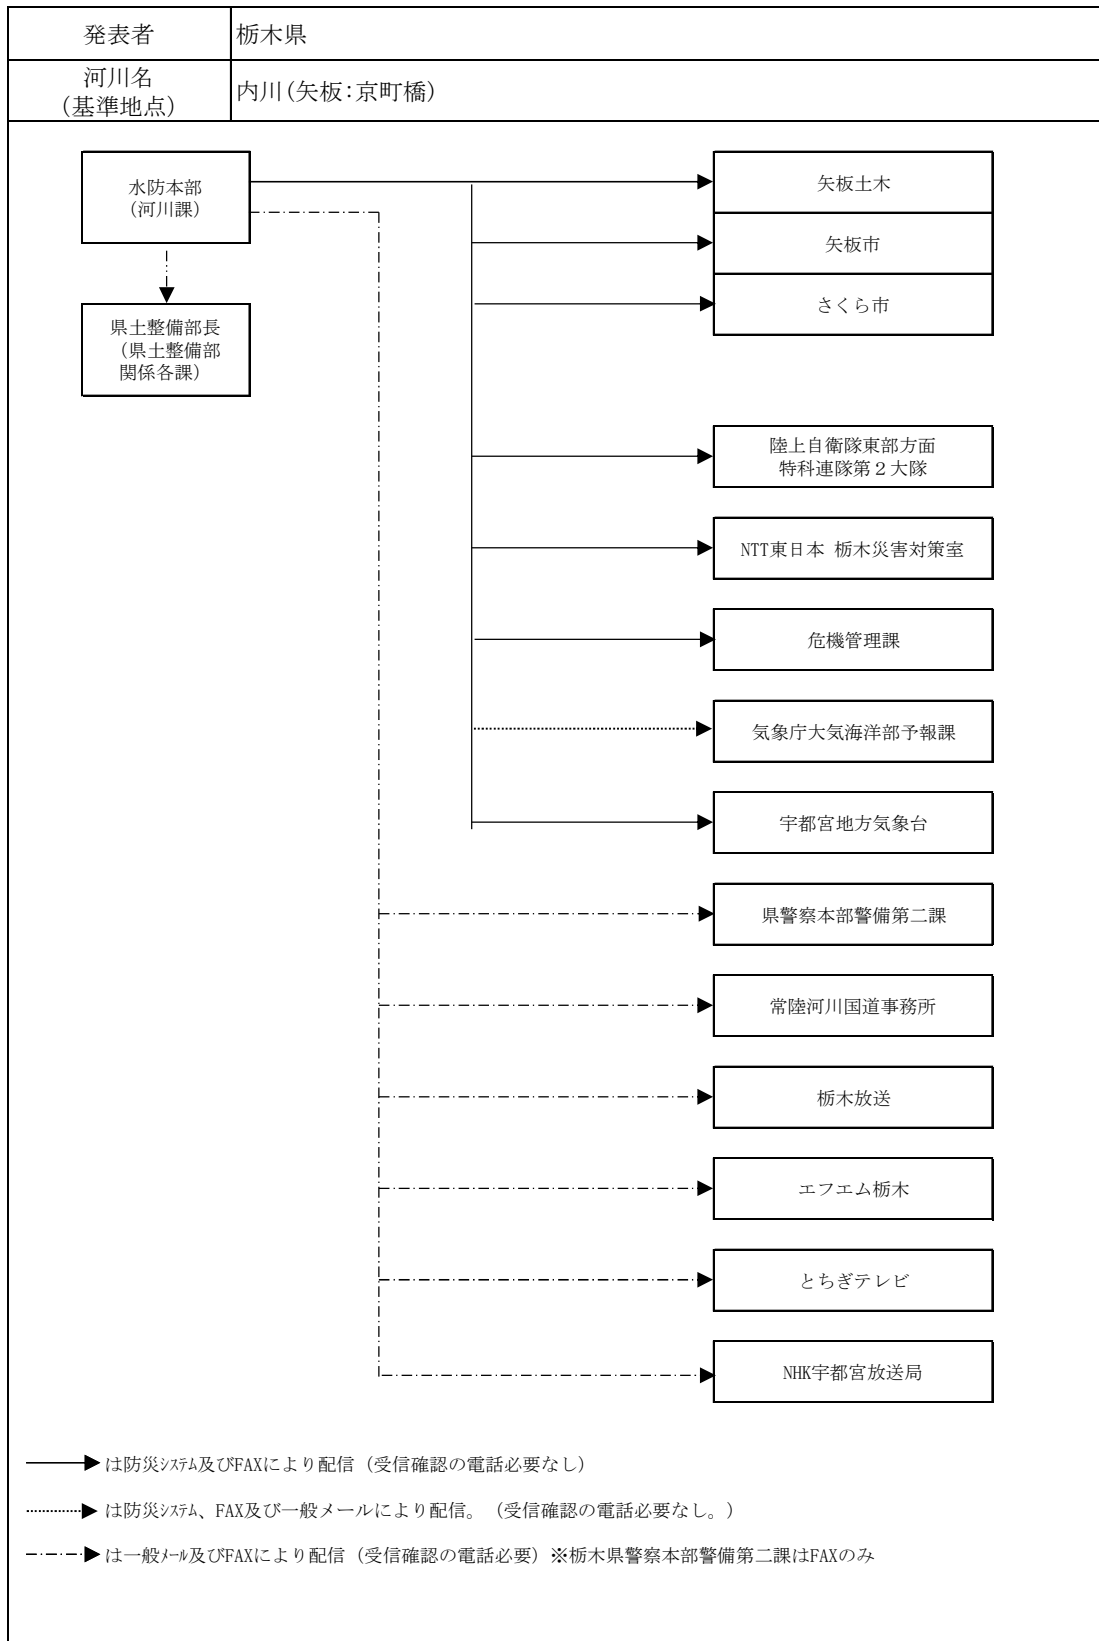 発表者
栃木県
河川名
(基準地点)
内川(矢板:京町橋)
水防本部
(河川課)
県土整備部長
(県土整備部
関係各課)
矢板土木
矢板市
さくら市
陸上自衛隊東部方面
特科連隊第２大隊
NTT東日本 栃木災害対策室
危機管理課
気象庁大気海洋部予報課
宇都宮地方気象台
県警察本部警備第二課
常陸河川国道事務所
栃木放送
エフエム栃木
とちぎテレビ
NHK宇都宮放送局
は防災ｼｽﾃﾑ及びFAXにより配信（受信確認の電話必要なし）
は防災ｼｽﾃﾑ、FAX及び一般メールにより配信。（受信確認の電話必要なし。）
は一般ﾒｰﾙ及びFAXにより配信（受信確認の電話必要）※栃木県警察本部警備第二課はFAXのみ